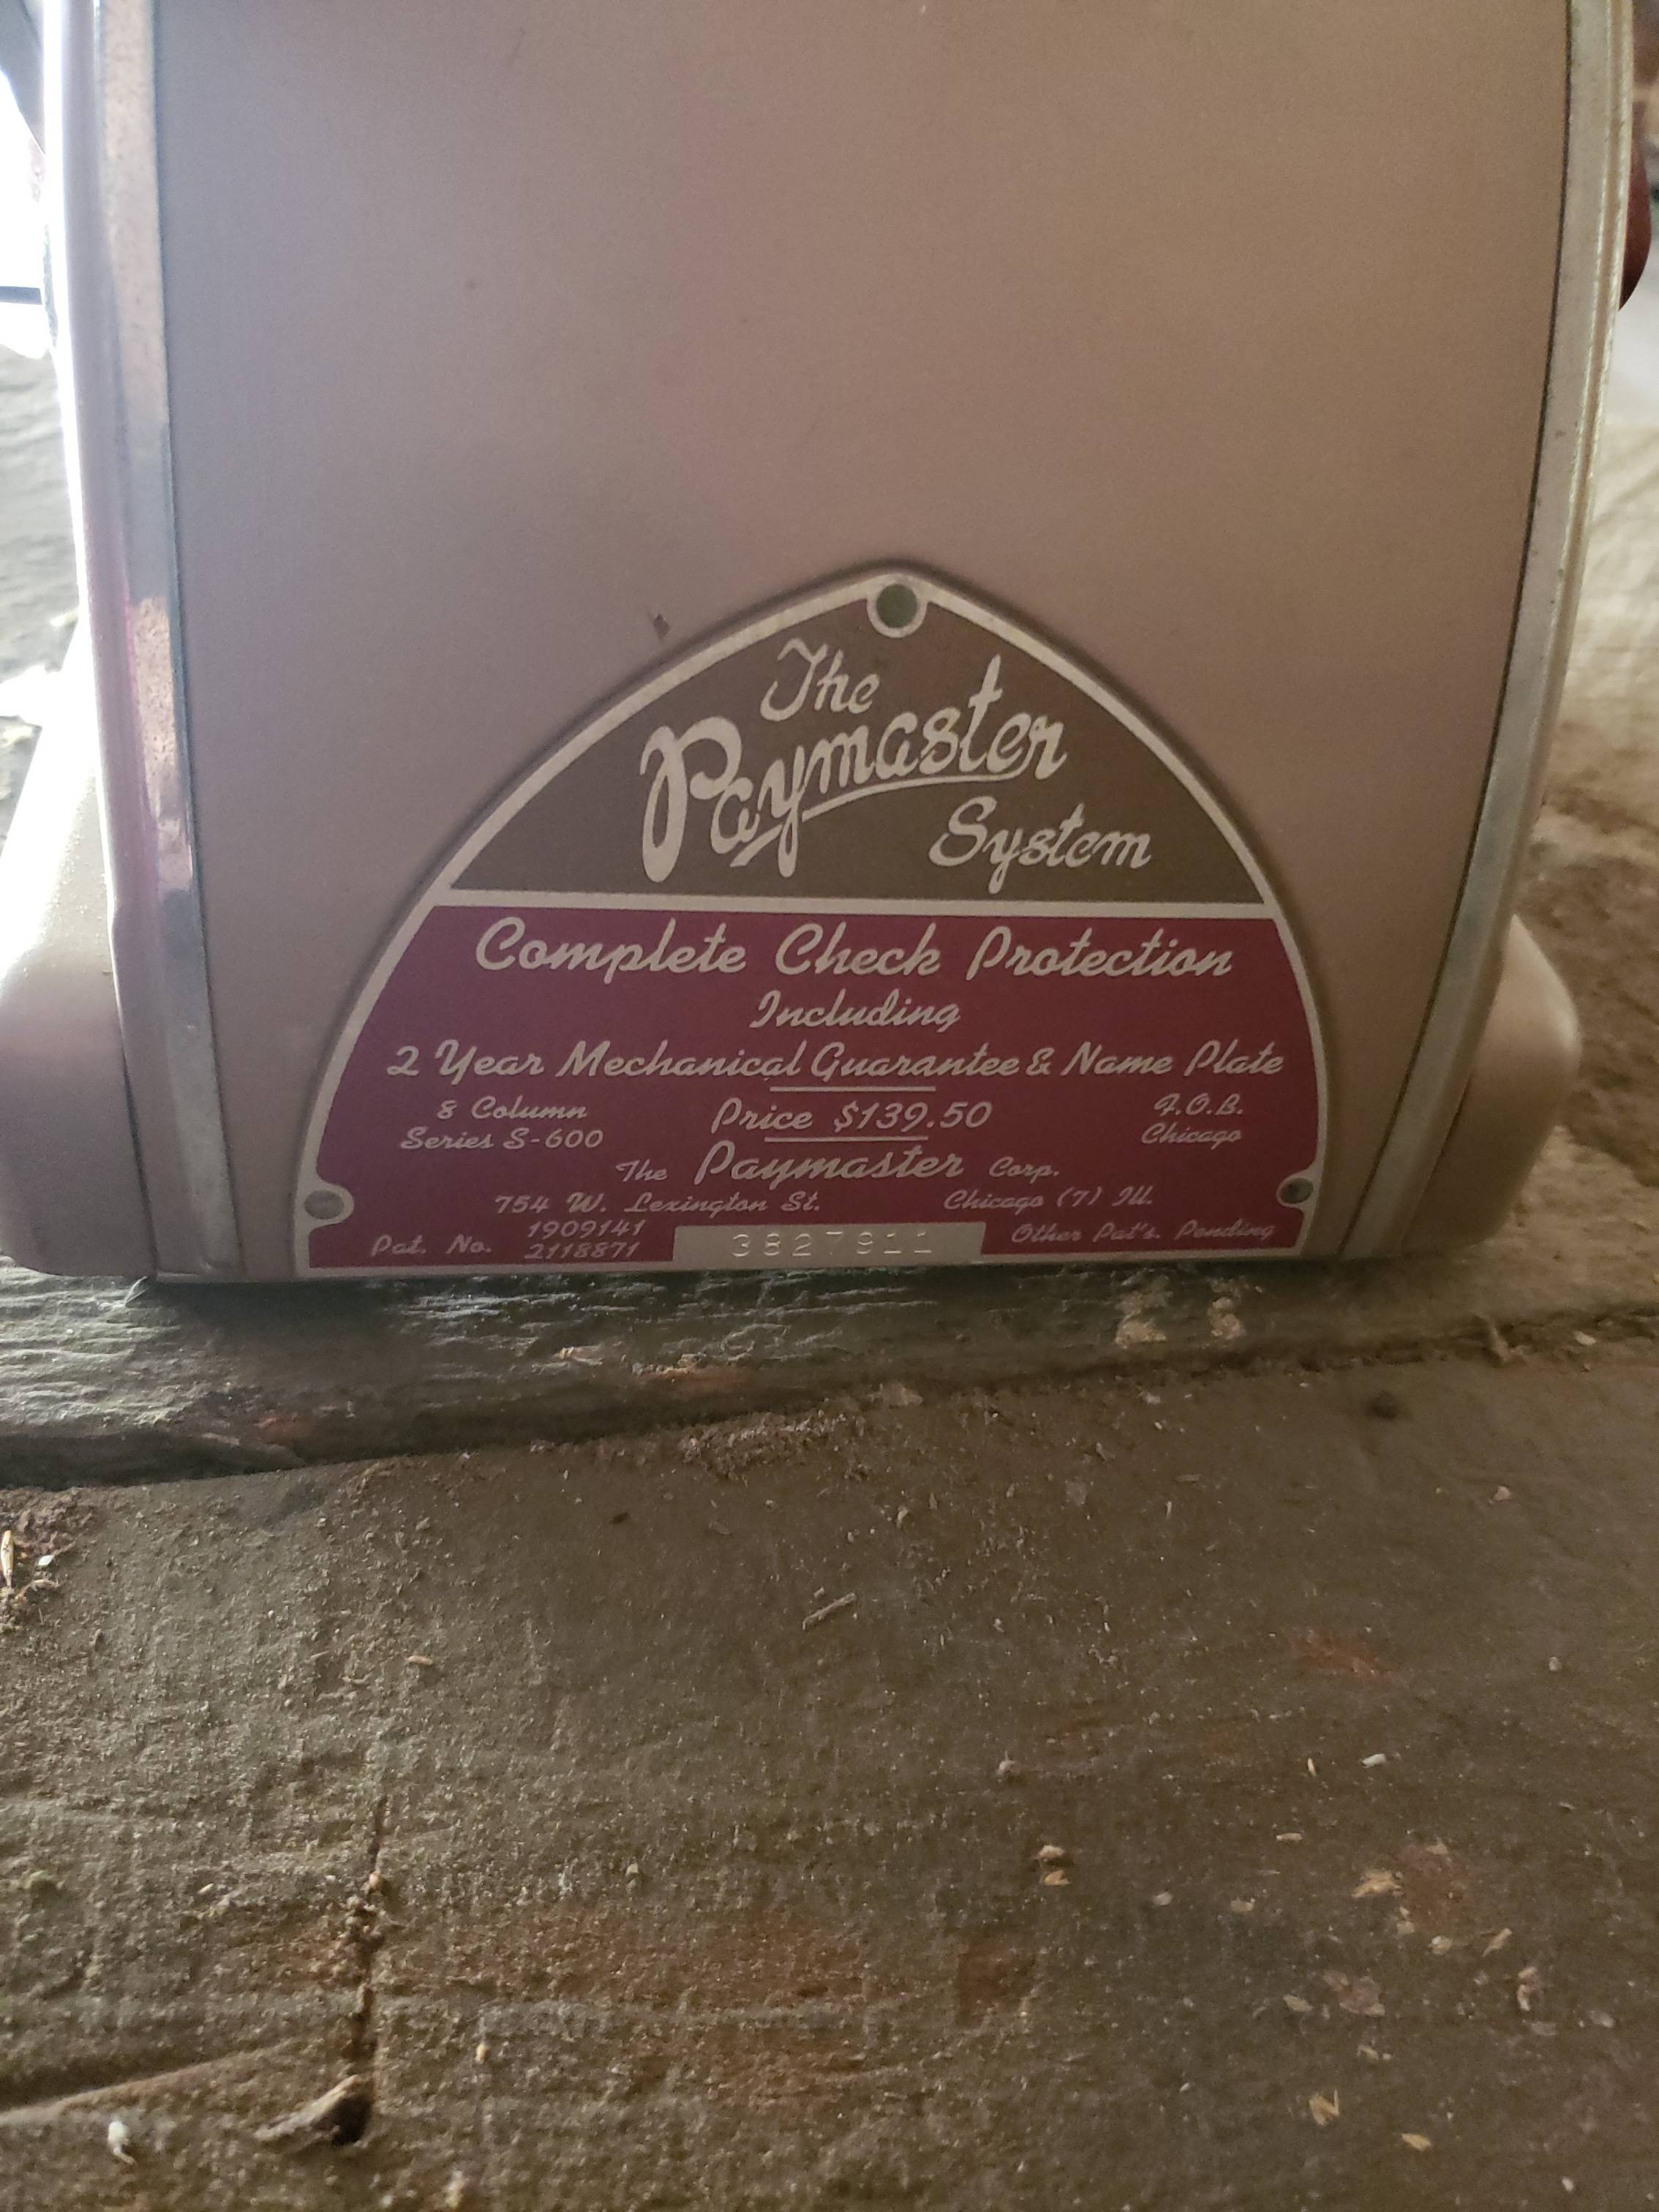 The
Paymaster
System
Complete Check Protection
Including
2 Year Mechanical Guarantee & Name Plate
8 Column
Series S-600
Price $139.50
F.O.B.
Chicago
The Paymaster Corp.
754 W. Lexington St. Chicago (7) Ill.
Pat. No. 1909141
2118871
3827911
Other Pat's. Pending